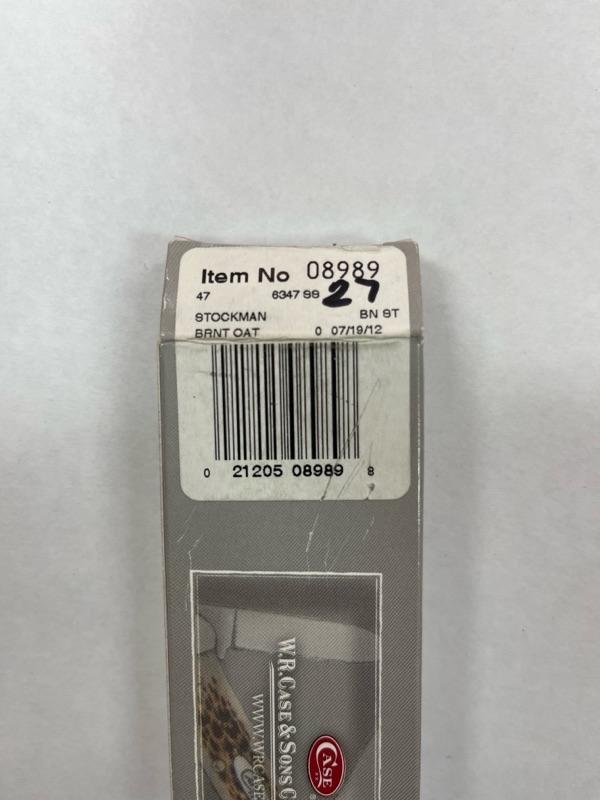 Item No 08989
47 6347 SS 27
STOCKMAN BN ST
BRNT OAT 0 07/19/12
0 21205 08989 8
W.R. CASE & SONS C
WWW.WRCASE
CASE